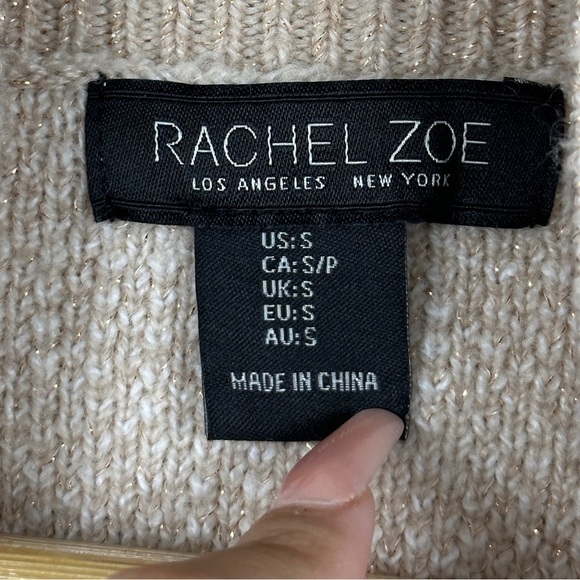 RACHEL ZOE
LOS ANGELES NEW YORK
US: S
CA: S/P
UK: S
EU: S
AU: S
MADE IN CHINA